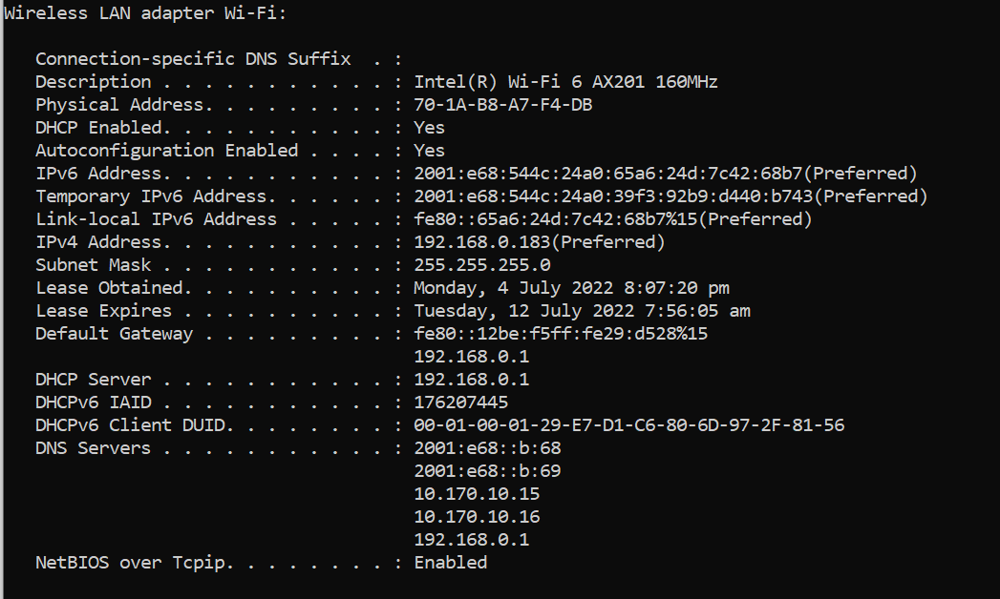 Wireless LAN adapter Wi-Fi:
Connection-specific DNS Suffix  . :
Description . . . . . . . . . . . : Intel(R) Wi-Fi 6 AX201 160MHz
Physical Address. . . . . . . . . : 70-1A-B8-A7-F4-DB
DHCP Enabled. . . . . . . . . . . : Yes
Autoconfiguration Enabled . . . . : Yes
IPv6 Address. . . . . . . . . . . : 2001:e68:544c:24a0:65a6:24d:7c42:68b7(Preferred)
Temporary IPv6 Address. . . . . . : 2001:e68:544c:24a0:39f3:92b9:d440:b743(Preferred)
Link-local IPv6 Address . . . . . : fe80::65a6:24d:7c42:68b7%15(Preferred)
IPv4 Address. . . . . . . . . . . : 192.168.0.183(Preferred)
Subnet Mask . . . . . . . . . . . : 255.255.255.0
Lease Obtained. . . . . . . . . . : Monday, 4 July 2022 8:07:20 pm
Lease Expires . . . . . . . . . . : Tuesday, 12 July 2022 7:56:05 am
Default Gateway . . . . . . . . . : fe80::12be:f5ff:fe29:d528%15
192.168.0.1
DHCP Server . . . . . . . . . . . : 192.168.0.1
DHCPv6 IAID . . . . . . . . . . . : 176207445
DHCPv6 Client DUID. . . . . . . . : 00-01-00-01-29-E7-D1-C6-80-6D-97-2F-81-56
DNS Servers . . . . . . . . . . . : 2001:e68::b:68
2001:e68::b:69
10.170.10.15
10.170.10.16
192.168.0.1
NetBIOS over Tcpip. . . . . . . . : Enabled